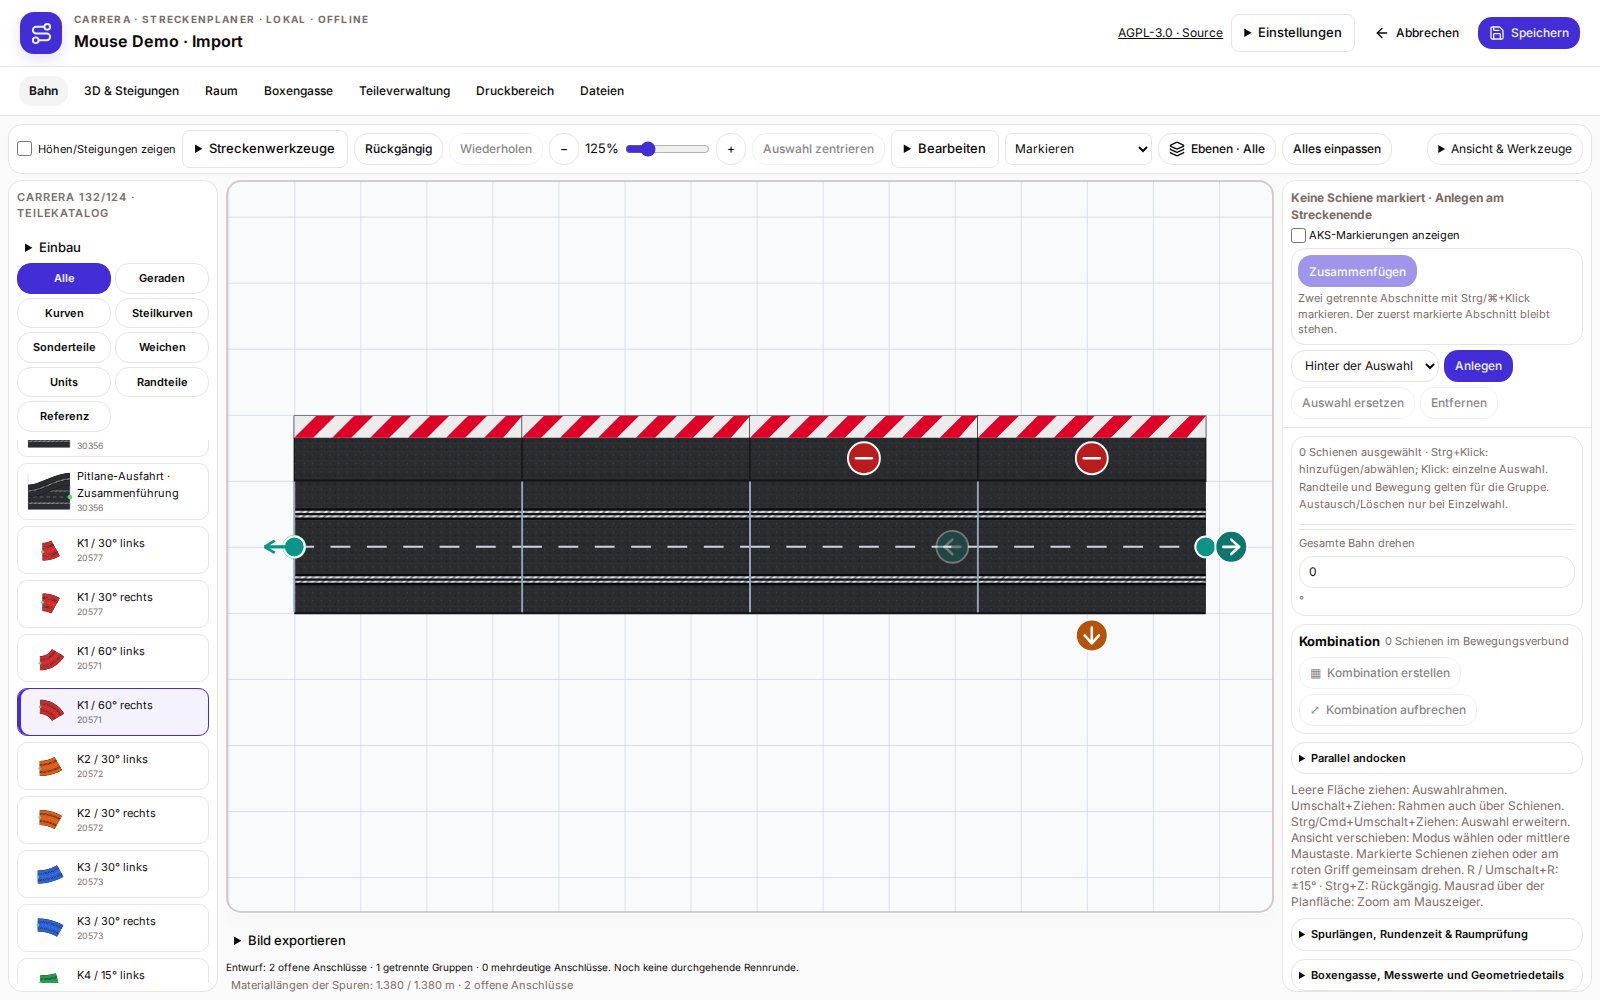 CARRERA · STRECKENPLANER · LOKAL · OFFLINE
Mouse Demo · Import
AGPL-3.0 · Source
Einstellungen
Abbrechen
Speichern
Bahn
3D & Steigungen
Raum
Boxengasse
Teileverwaltung
Druckbereich
Dateien
Höhen/Steigungen zeigen
Streckenwerkzeuge
Rückgängig
Wiederholen
−
125%
+
Auswahl zentrieren
Bearbeiten
Markieren
Ebenen · Alle
Alles einpassen
Ansicht & Werkzeuge
CARRERA 132/124 ·
TEILEKATALOG
Einbau
Alle
Geraden
Kurven
Steilkurven
Sonderteile
Weichen
Units
Randteile
Referenz
30356
Pitlane-Ausfahrt ·
Zusammenführung
30356
K1 / 30° links
20577
K1 / 30° rechts
20577
K1 / 60° links
20571
K1 / 60° rechts
20571
K2 / 30° links
20572
K2 / 30° rechts
20572
K3 / 30° links
20573
K3 / 30° rechts
20573
K4 / 15° links
Bild exportieren
Entwurf: 2 offene Anschlüsse · 1 getrennte Gruppen · 0 mehrdeutige Anschlüsse. Noch keine durchgehende Rennrunde.
Materiallängen der Spuren: 1.380 / 1.380 m · 2 offene Anschlüsse
Keine Schiene markiert · Anlegen am
Streckenende
AKS-Markierungen anzeigen
Zusammenfügen
Zwei getrennte Abschnitte mit Strg/⌘+Klick
markieren. Der zuerst markierte Abschnitt bleibt
stehen.
Hinter der Auswahl
Anlegen
Auswahl ersetzen
Entfernen
0 Schienen ausgewählt · Strg+Klick:
hinzufügen/abwählen; Klick: einzelne Auswahl.
Randteile und Bewegung gelten für die Gruppe.
Austausch/Löschen nur bei Einzelwahl.
Gesamte Bahn drehen
0
°
Kombination 0 Schienen im Bewegungsverbund
Kombination erstellen
Kombination aufbrechen
Parallel andocken
Leere Fläche ziehen: Auswahlrahmen.
Umschalt+Ziehen: Rahmen auch über Schienen.
Strg/Cmd+Umschalt+Ziehen: Auswahl erweitern.
Ansicht verschieben: Modus wählen oder mittlere
Maustaste. Markierte Schienen ziehen oder am
roten Griff gemeinsam drehen. R / Umschalt+R:
±15° · Strg+Z: Rückgängig. Mausrad über der
Planfläche: Zoom am Mauszeiger.
Spurlängen, Rundenzeit & Raumprüfung
Boxengasse, Messwerte und Geometriedetails